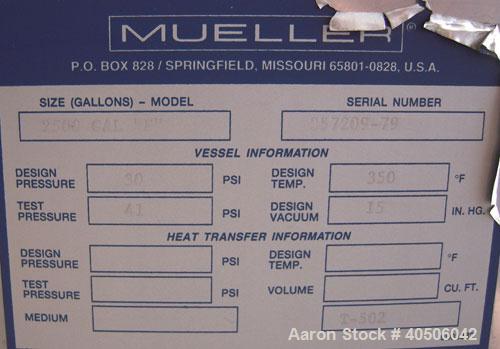 MUELLER®
P.O. BOX 828 / SPRINGFIELD, MISSOURI 65801-0828, U.S.A.
SIZE (GALLONS) – MODEL SERIAL NUMBER
2500 GAL "F" D57209-79
VESSEL INFORMATION
DESIGN PRESSURE 30 PSI DESIGN TEMP. 350 °F
TEST PRESSURE 41 PSI DESIGN VACUUM 15 IN. HG.
HEAT TRANSFER INFORMATION
DESIGN PRESSURE PSI DESIGN TEMP. °F
TEST PRESSURE PSI VOLUME CU. FT.
MEDIUM T-502
Aaron Stock # 40506042